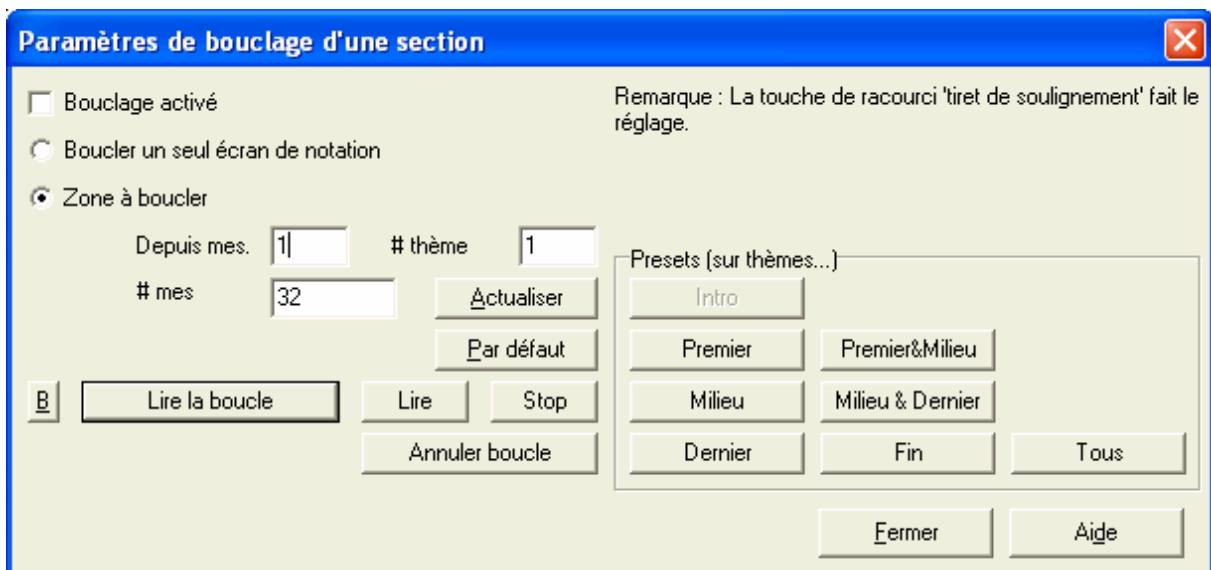 Paramètres de bouclage d'une section
Bouclage activé
Remarque : La touche de racourci 'tiret de soulignement' fait le
réglage.
Boucler un seul écran de notation
Zone à boucler
Depuis mes. 1 # thème 1
# mes 32 Actualiser
Par défaut
B Lire la boucle Lire Stop
Annuler boucle
Presets (sur thèmes...)
Intro
Premier Premier&Milieu
Milieu Milieu & Dernier
Dernier Fin Tous
Fermer Aide